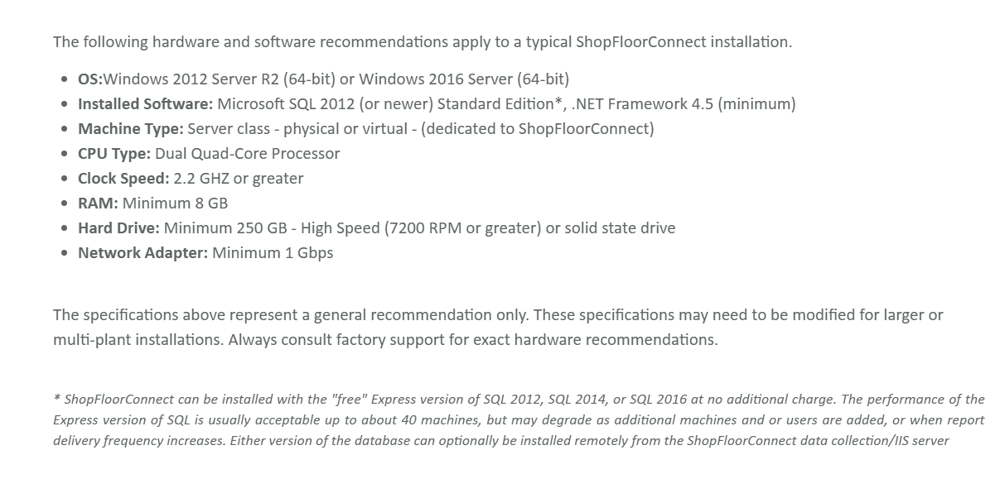 The following hardware and software recommendations apply to a typical ShopFloorConnect installation.
• OS:Windows 2012 Server R2 (64-bit) or Windows 2016 Server (64-bit)
• Installed Software: Microsoft SQL 2012 (or newer) Standard Edition*, .NET Framework 4.5 (minimum)
• Machine Type: Server class - physical or virtual - (dedicated to ShopFloorConnect)
• CPU Type: Dual Quad-Core Processor
• Clock Speed: 2.2 GHZ or greater
• RAM: Minimum 8 GB
• Hard Drive: Minimum 250 GB - High Speed (7200 RPM or greater) or solid state drive
• Network Adapter: Minimum 1 Gbps
The specifications above represent a general recommendation only. These specifications may need to be modified for larger or
multi-plant installations. Always consult factory support for exact hardware recommendations.
* ShopFloorConnect can be installed with the "free" Express version of SQL 2012, SQL 2014, or SQL 2016 at no additional charge. The performance of the
Express version of SQL is usually acceptable up to about 40 machines, but may degrade as additional machines and or users are added, or when report
delivery frequency increases. Either version of the database can optionally be installed remotely from the ShopFloorConnect data collection/IIS server